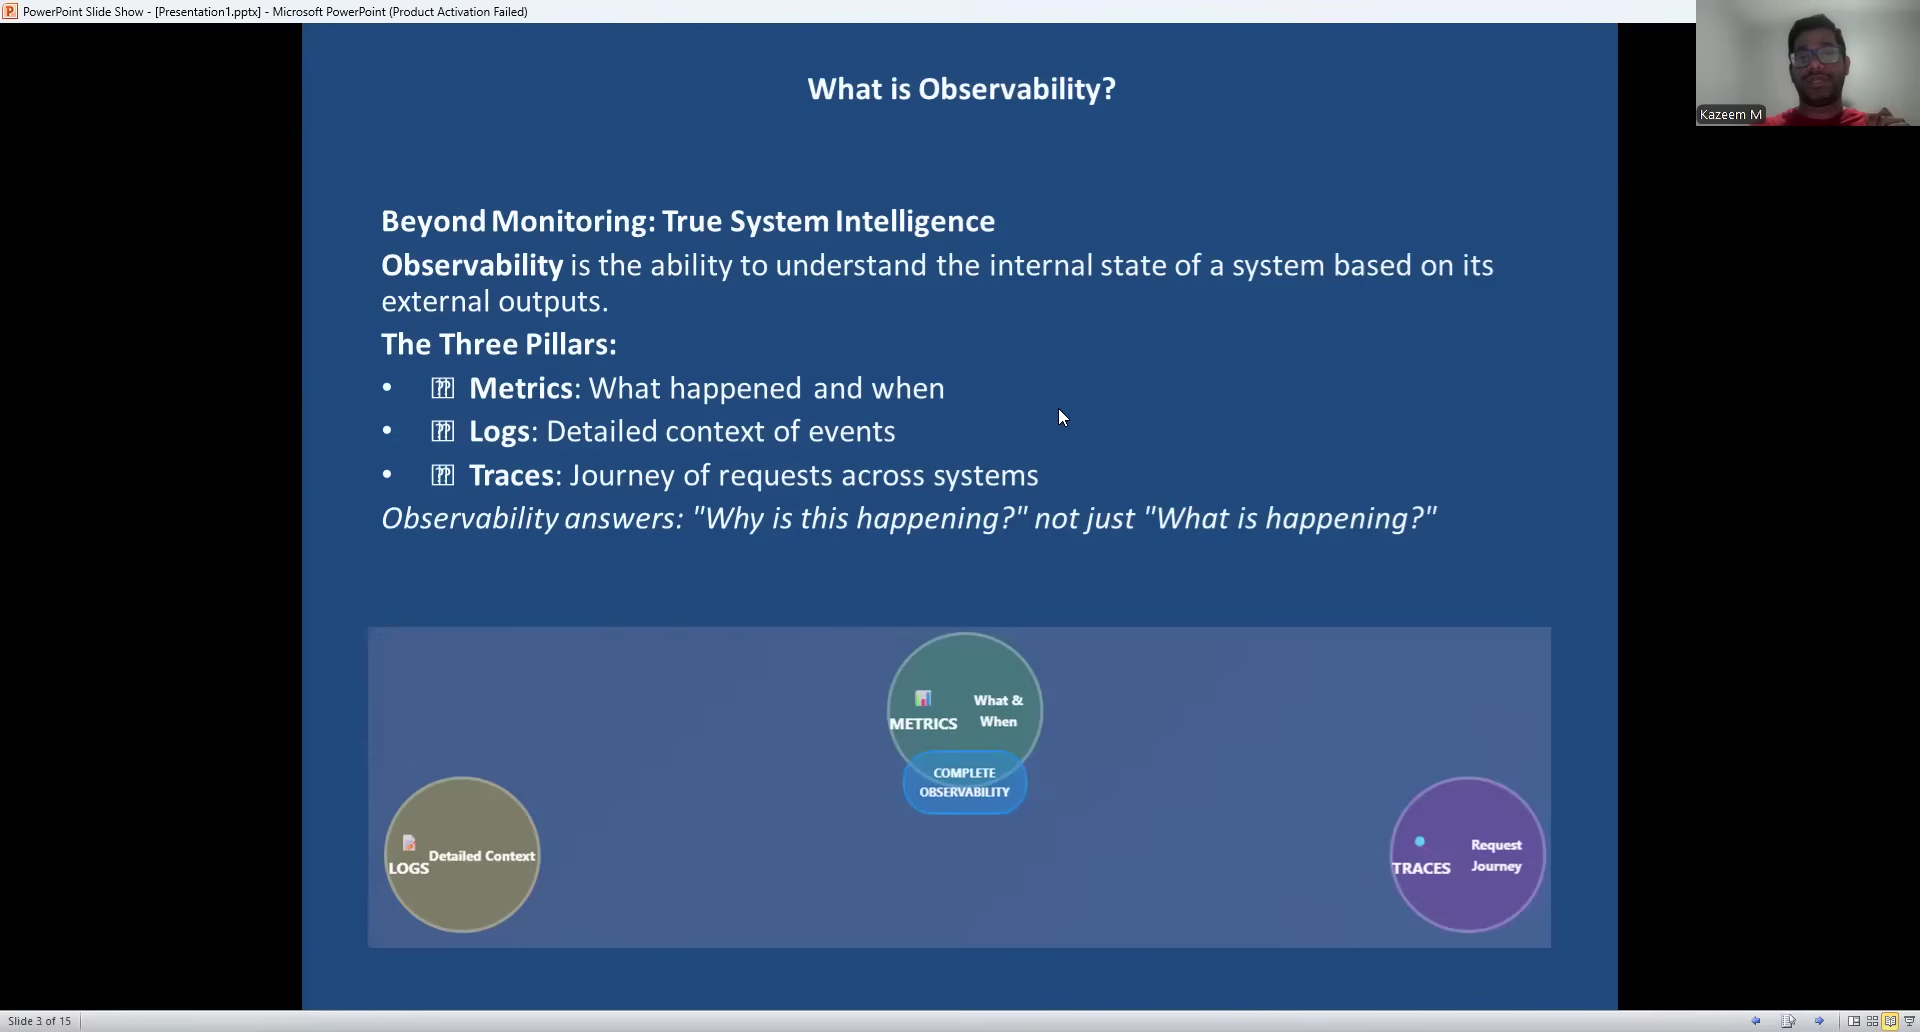 PowerPoint Slide Show - [Presentation1.pptx] - Microsoft PowerPoint (Product Activation Failed)
Kazeem M
What is Observability?
Beyond Monitoring: True System Intelligence
Observability is the ability to understand the internal state of a system based on its
external outputs.
The Three Pillars:
• Metrics: What happened and when
• Logs: Detailed context of events
• Traces: Journey of requests across systems
Observability answers: "Why is this happening?" not just "What is happening?"
METRICS
What &
When
COMPLETE
OBSERVABILITY
LOGS
Detailed Context
TRACES
Request
Journey
Slide 3 of 15